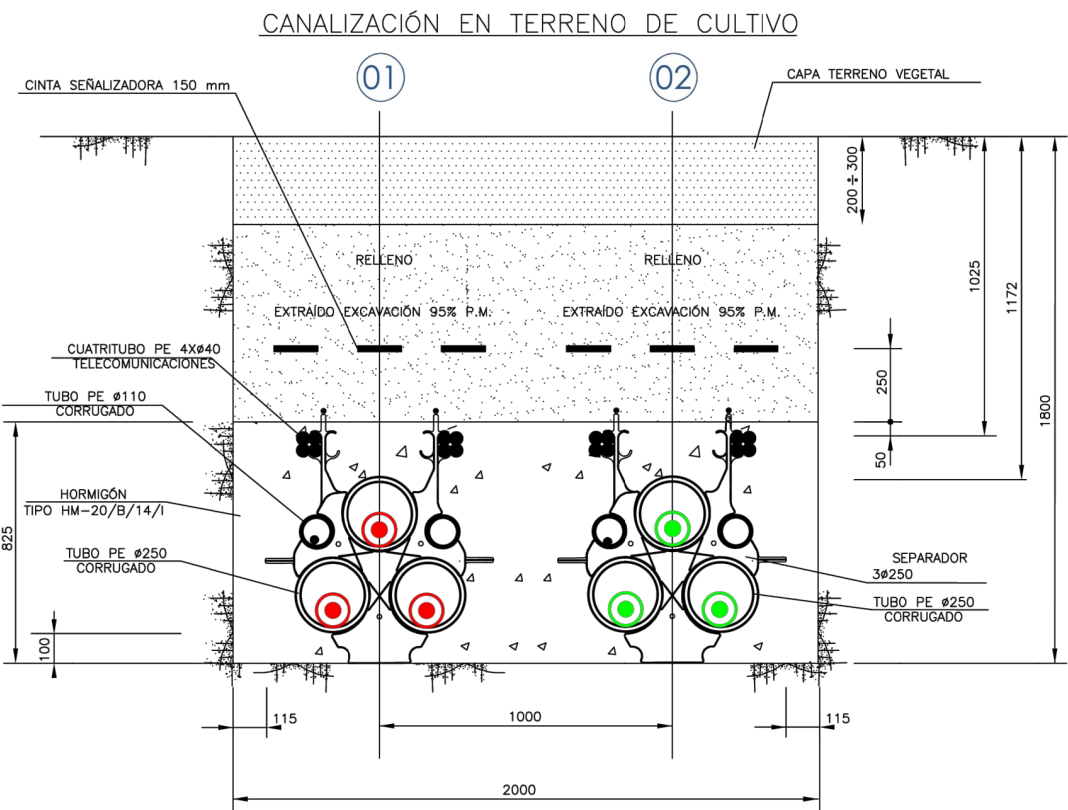 CANALIZACIÓN EN TERRENO DE CULTIVO
01
02
CINTA SEÑALIZADORA 150 mm
CAPA TERRENO VEGETAL
200÷300
RELLENO
RELLENO
EXTRAÍDO EXCAVACIÓN 95% P.M.
EXTRAÍDO EXCAVACIÓN 95% P.M.
1025
1172
1800
250
50
CUATRITUBO PE 4Xø40
TELECOMUNICACIONES
TUBO PE ø110
CORRUGADO
HORMIGÓN
TIPO HM-20/B/14/I
825
TUBO PE ø250
CORRUGADO
SEPARADOR
3ø250
TUBO PE ø250
CORRUGADO
100
115
1000
115
2000